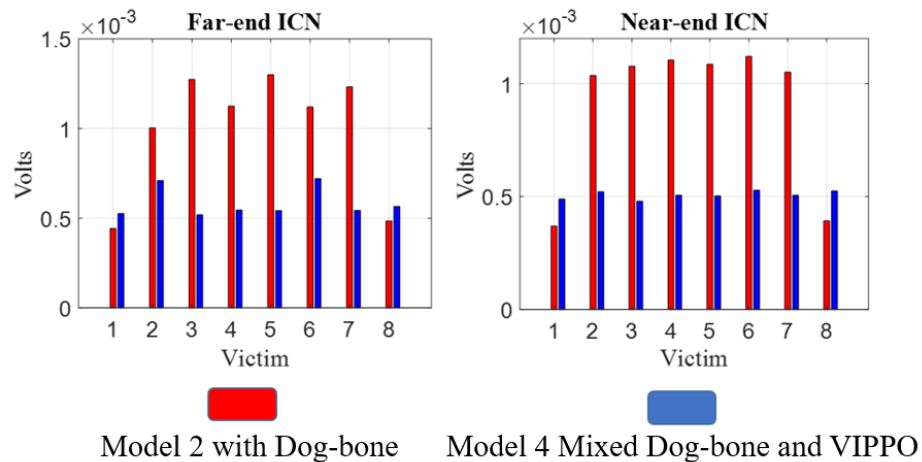 Far-end ICN
×10⁻³
1.5
1
0.5
0
Volts
1 2 3 4 5 6 7 8
Victim
Near-end ICN
×10⁻³
1
0.5
0
Volts
1 2 3 4 5 6 7 8
Victim
Model 2 with Dog-bone
Model 4 Mixed Dog-bone and VIPPO